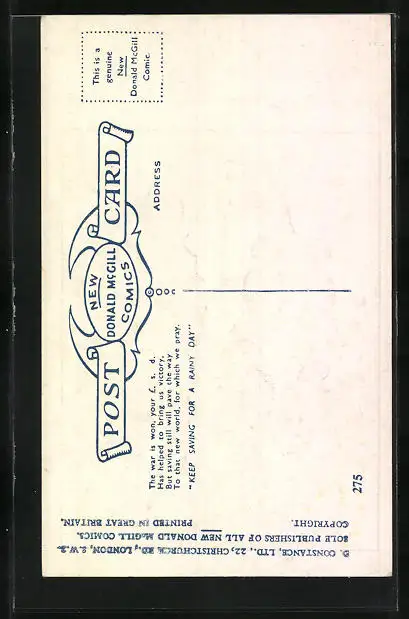 This is a
genuine
New
Donald McGill
Comic.
POST CARD
NEW
DONALD McGILL
COMICS
ADDRESS
The war is won, your £. s. d.
Has helped to bring us victory,
But saving still will pave the way
To that new world, for which we pray.
"KEEP SAVING FOR A RAINY DAY"
275
D. CONSTANCE, LTD., 22, CHRISTCHURCH RD., LONDON, S.W.2.
SOLE PUBLISHERS OF ALL NEW DONALD McGILL COMICS.
COPYRIGHT. PRINTED IN GREAT BRITAIN.